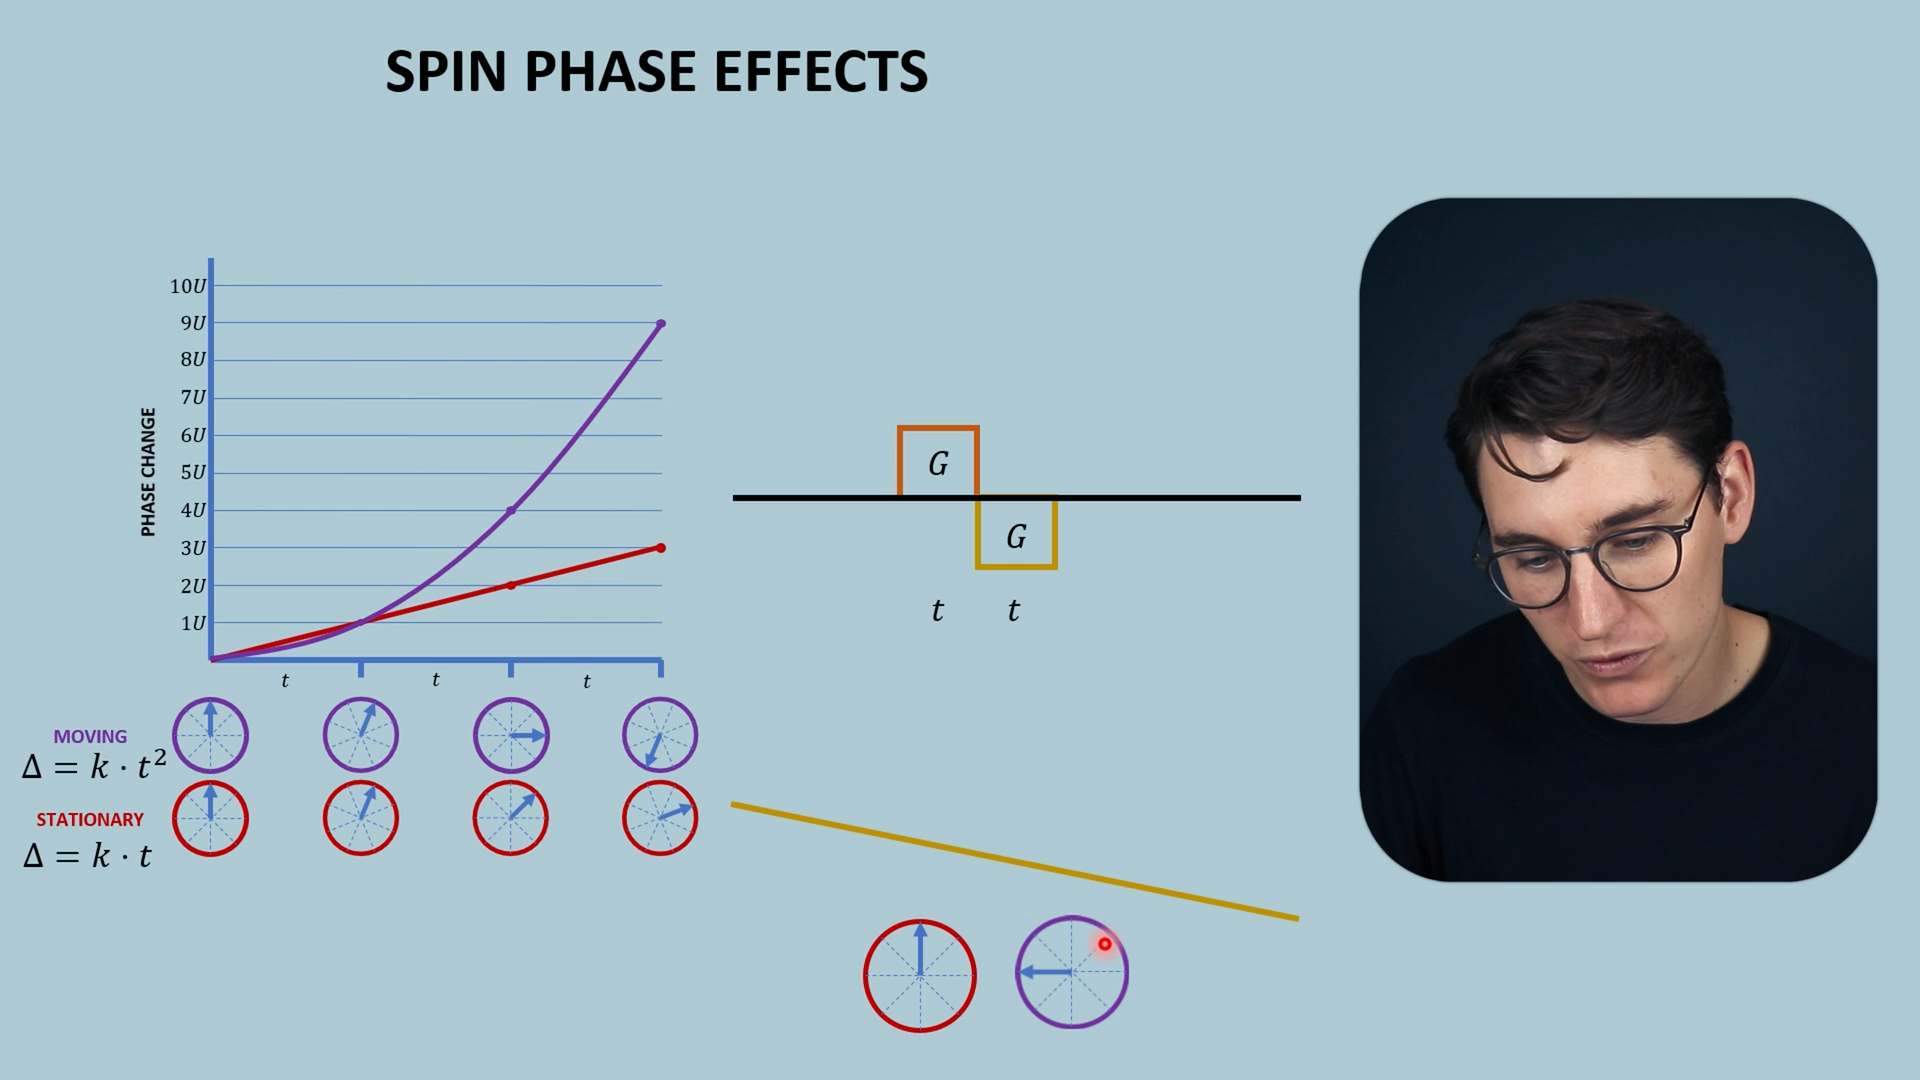 SPIN PHASE EFFECTS
PHASE CHANGE
10U
9U
8U
7U
6U
5U
4U
3U
2U
1U
t t t
MOVING
Δ = k · t²
STATIONARY
Δ = k · t
G
G
t t